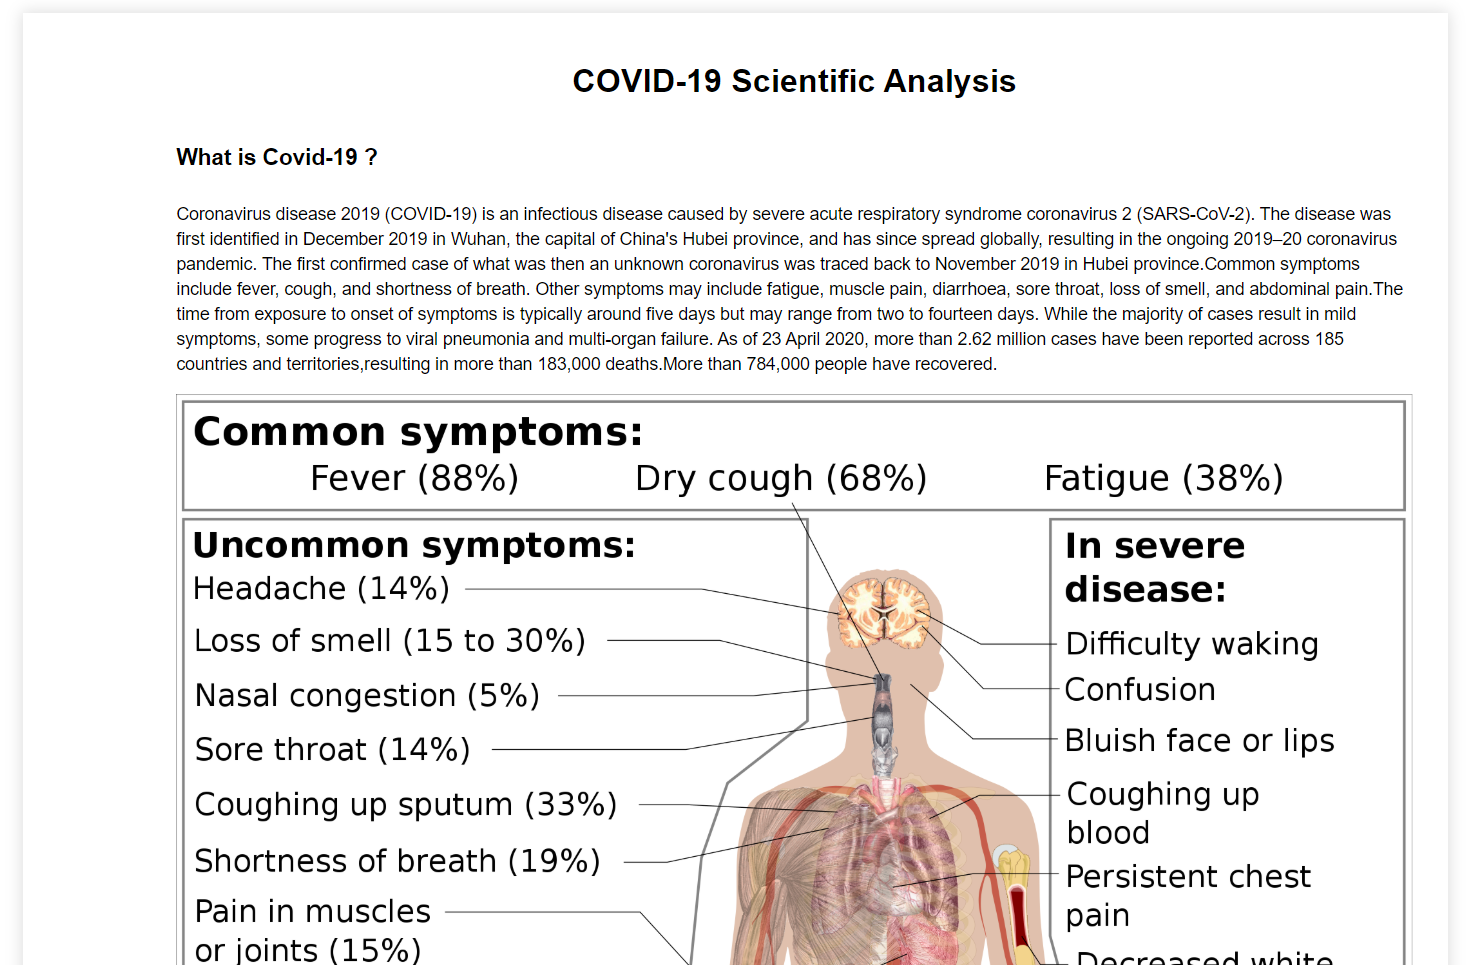 COVID-19 Scientific Analysis
What is Covid-19 ?
Coronavirus disease 2019 (COVID-19) is an infectious disease caused by severe acute respiratory syndrome coronavirus 2 (SARS-CoV-2). The disease was
first identified in December 2019 in Wuhan, the capital of China's Hubei province, and has since spread globally, resulting in the ongoing 2019–20 coronavirus
pandemic. The first confirmed case of what was then an unknown coronavirus was traced back to November 2019 in Hubei province.Common symptoms
include fever, cough, and shortness of breath. Other symptoms may include fatigue, muscle pain, diarrhoea, sore throat, loss of smell, and abdominal pain.The
time from exposure to onset of symptoms is typically around five days but may range from two to fourteen days. While the majority of cases result in mild
symptoms, some progress to viral pneumonia and multi-organ failure. As of 23 April 2020, more than 2.62 million cases have been reported across 185
countries and territories,resulting in more than 183,000 deaths.More than 784,000 people have recovered.
Common symptoms:
Fever (88%) Dry cough (68%) Fatigue (38%)
Uncommon symptoms:
Headache (14%)
Loss of smell (15 to 30%)
Nasal congestion (5%)
Sore throat (14%)
Coughing up sputum (33%)
Shortness of breath (19%)
Pain in muscles
or joints (15%)
In severe
disease:
Difficulty waking
Confusion
Bluish face or lips
Coughing up
blood
Persistent chest
pain
Decreased white